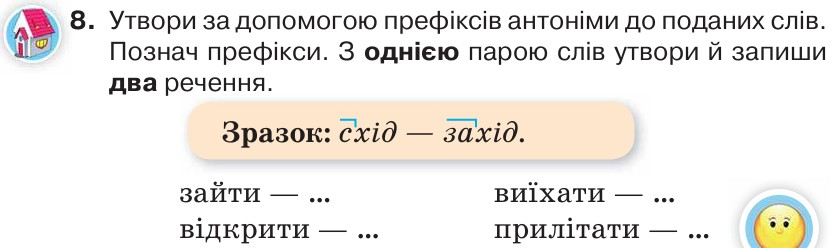 8. Утвори за допомогою префіксів антоніми до поданих слів.
Познач префікси. З однією парою слів утвори й запиши
два речення.
Зразок: схід — захід.
зайти — ... виїхати — ...
відкрити — ... прилітати — ...